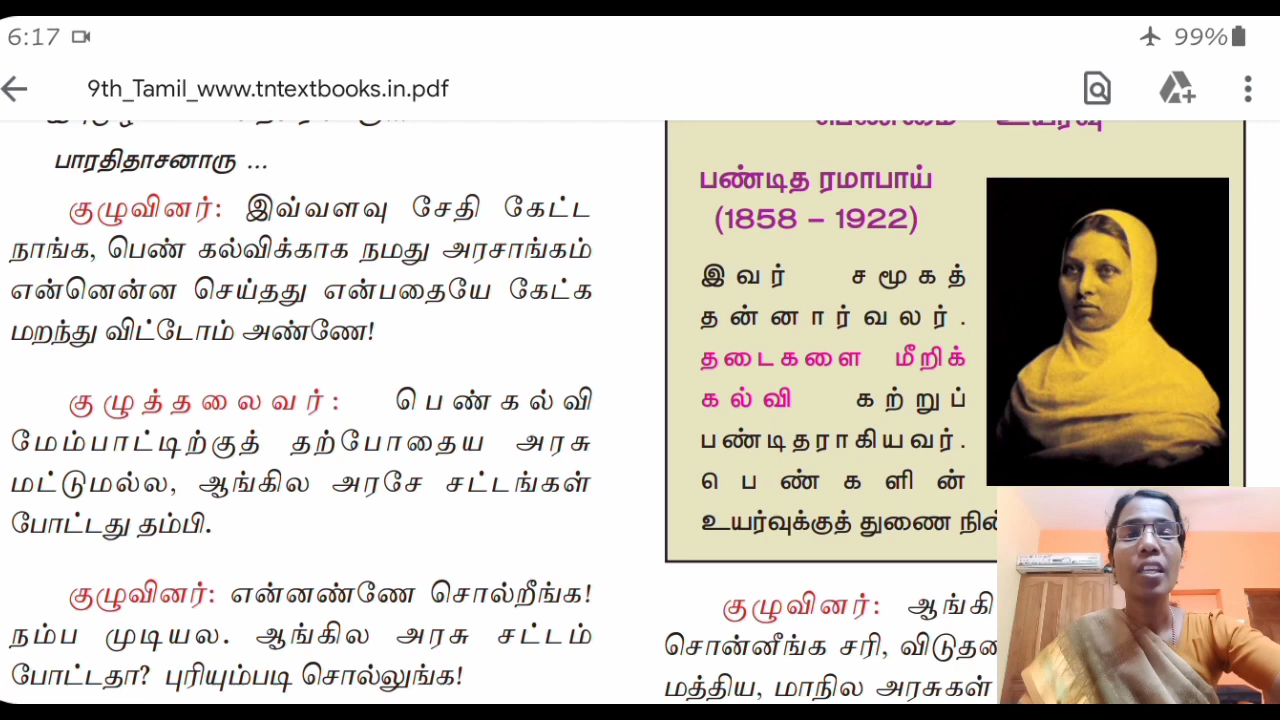 6:17
99%
9th_Tamil_www.tntextbooks.in.pdf
பாரதிதாசனாரு ...
குழுவினர்: இவ்வளவு சேதி கேட்ட
நாங்க, பெண் கல்விக்காக நமது அரசாங்கம்
என்னென்ன செய்தது என்பதையே கேட்க
மறந்து விட்டோம் அண்ணே!
குழுத்தலைவர்: பெண்கல்வி
மேம்பாட்டிற்குத் தற்போதைய அரசு
மட்டுமல்ல, ஆங்கில அரசே சட்டங்கள்
போட்டது தம்பி.
குழுவினர்: என்னண்ணே சொல்றீங்க!
நம்ப முடியல. ஆங்கில அரசு சட்டம்
போட்டதா? புரியும்படி சொல்லுங்க!
பெண்மை உயர்வு
பண்டித ரமாபாய்
(1858 – 1922)
இவர் சமூகத்
தன்னார்வலர்.
தடைகளை மீறிக்
கல்வி கற்றுப்
பண்டிதராகியவர்.
பெண்களின்
உயர்வுக்குத் துணை
குழுவினர்:
சொன்னீங்க சரி,
மத்திய, மாநில அரசுகள்